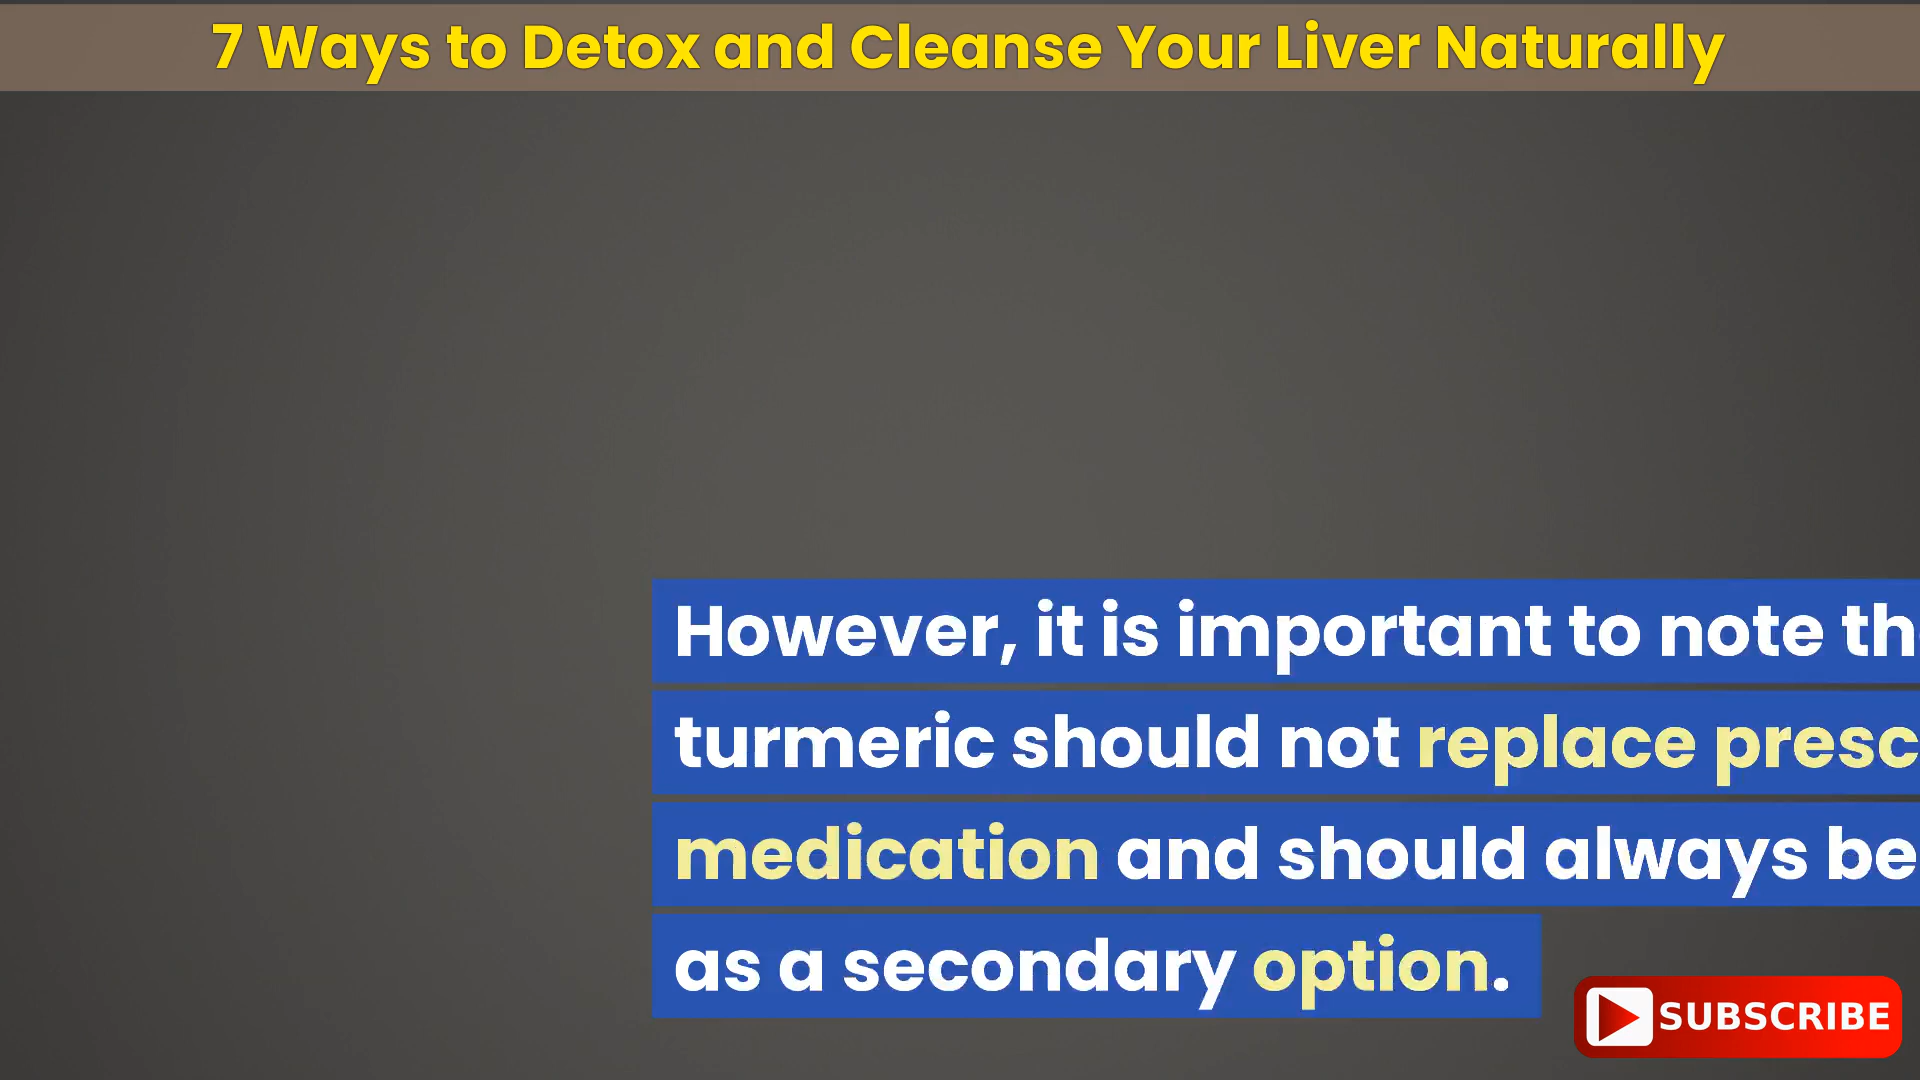 7 Ways to Detox and Cleanse Your Liver Naturally
However, it is important to note th
turmeric should not replace presc
medication and should always be
as a secondary option.
SUBSCRIBE